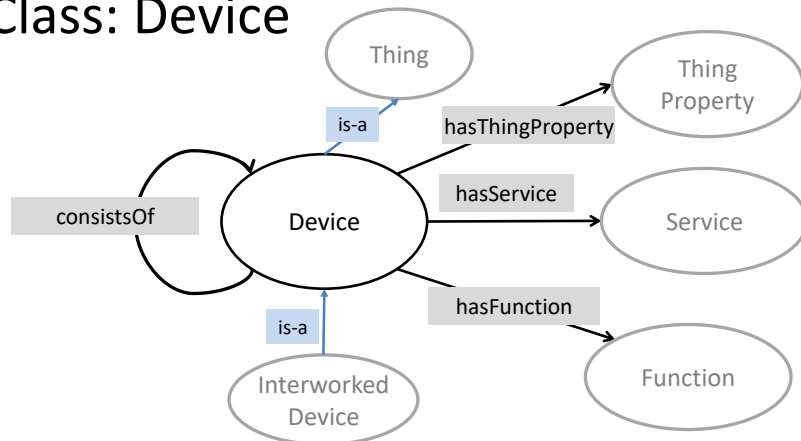 Class: Device
Thing
Thing
Property
is-a
hasThingProperty
hasService
consistsOf
Device
Service
hasFunction
is-a
Interworked
Device
Function